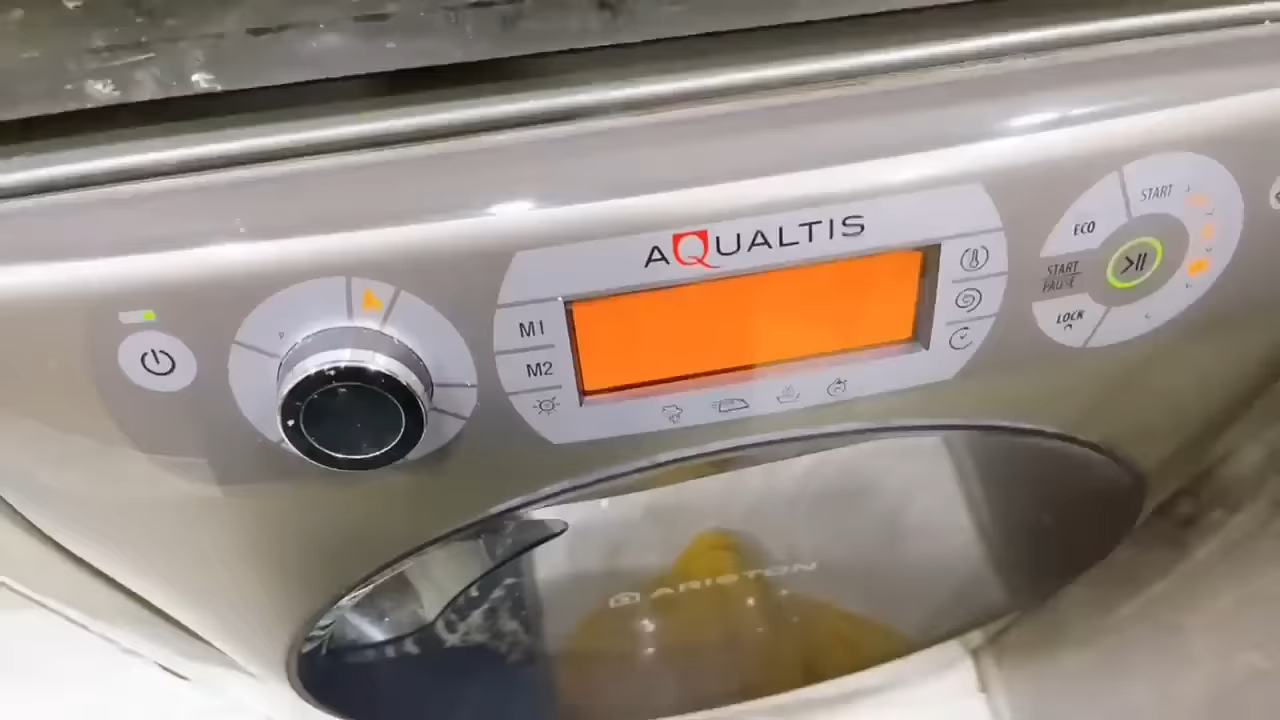 AQUALTIS
M1
M2
START
ECO
START
PAUSE
LOCK
ARISTON